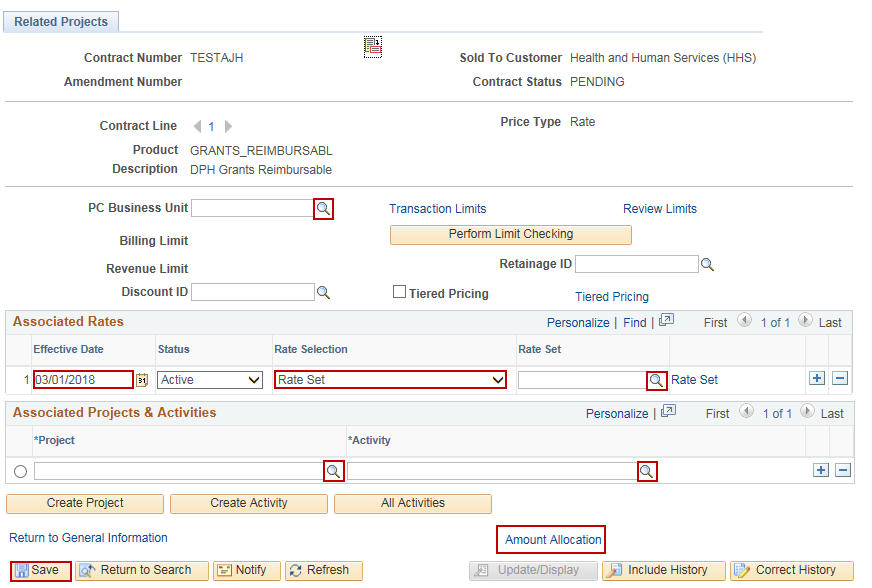 Related Projects
Contract Number TESTAJH Sold To Customer Health and Human Services (HHS)
Amendment Number Contract Status PENDING
Contract Line 1 Price Type Rate
Product GRANTS_REIMBURSABL
Description DPH Grants Reimbursable
PC Business Unit Transaction Limits Review Limits
Billing Limit Perform Limit Checking
Revenue Limit Retainage ID
Discount ID Tiered Pricing Tiered Pricing
Associated Rates Personalize | Find | First 1 of 1 Last
Effective Date Status Rate Selection Rate Set
1 03/01/2018 31 Active Rate Set Rate Set
Associated Projects & Activities Personalize | First 1 of 1 Last
*Project *Activity
Create Project Create Activity All Activities
Return to General Information Amount Allocation
Save Return to Search Notify Refresh Update/Display Include History Correct History